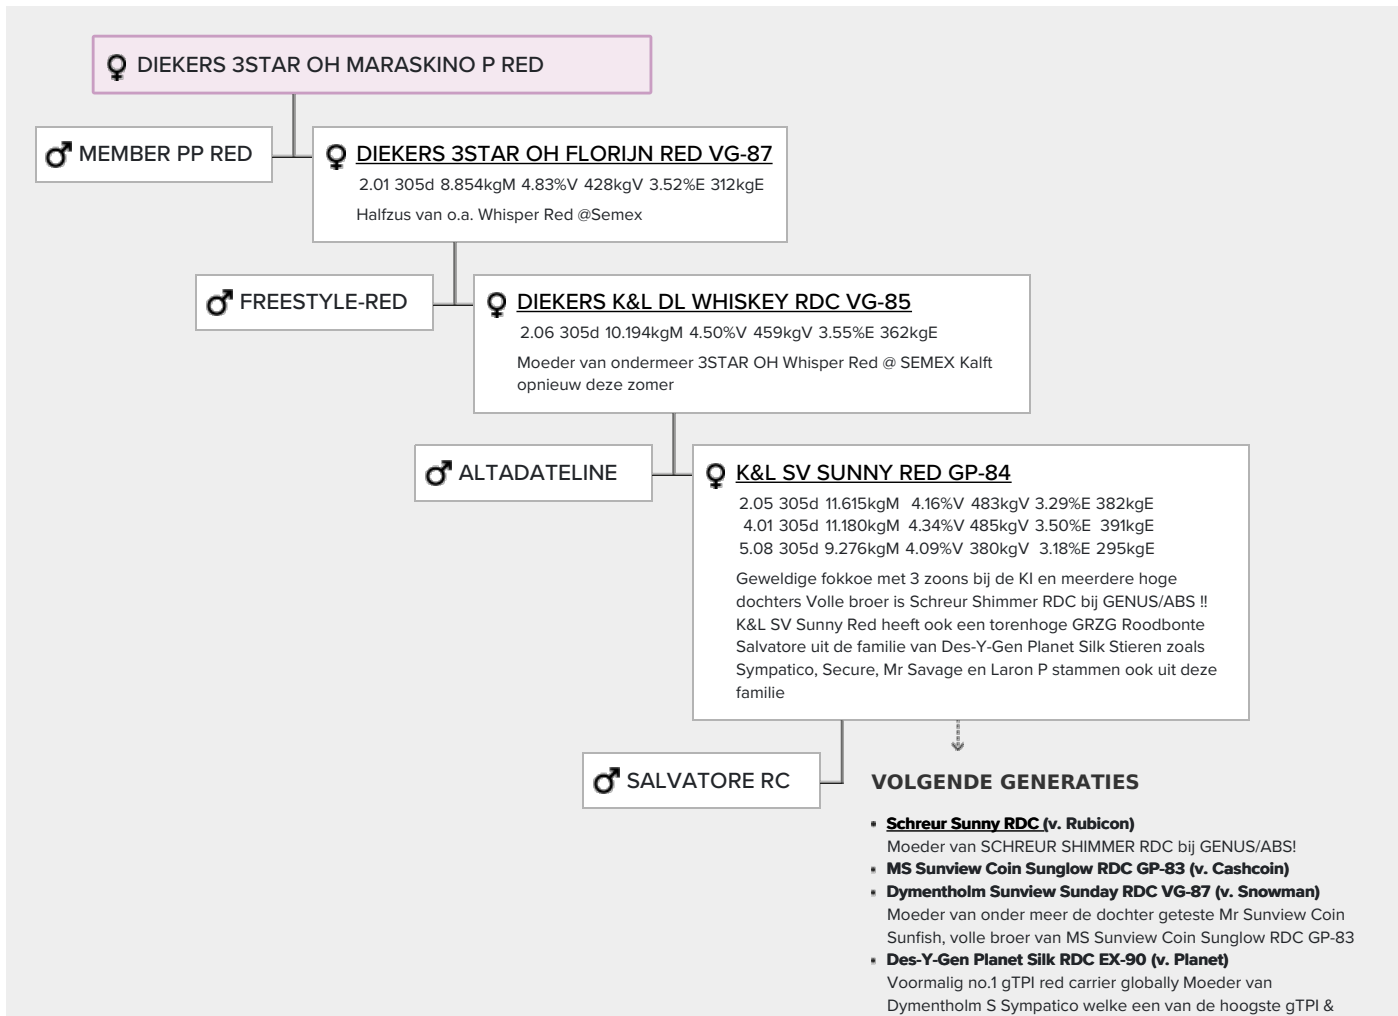 DIEKERS 3STAR OH MARASKINO P RED
MEMBER PP RED
DIEKERS 3STAR OH FLORIJN RED VG-87
2.01 305d 8.854kgM 4.83%V 428kgV 3.52%E 312kgE
Halfzus van o.a. Whisper Red @Semex
FREESTYLE-RED
DIEKERS K&L DL WHISKEY RDC VG-85
2.06 305d 10.194kgM 4.50%V 459kgV 3.55%E 362kgE
Moeder van ondermeer 3STAR OH Whisper Red @ SEMEX Kalft
opnieuw deze zomer
ALTADATELINE
K&L SV SUNNY RED GP-84
2.05 305d 11.615kgM 4.16%V 483kgV 3.29%E 382kgE
4.01 305d 11.180kgM 4.34%V 485kgV 3.50%E 391kgE
5.08 305d 9.276kgM 4.09%V 380kgV 3.18%E 295kgE
Geweldige fokkoe met 3 zoons bij de KI en meerdere hoge
dochters Volle broer is Schreur Shimmer RDC bij GENUS/ABS !!
K&L SV Sunny Red heeft ook een torenhoge GRZG Roodbonte
Salvatore uit de familie van Des-Y-Gen Planet Silk Stieren zoals
Sympatico, Secure, Mr Savage en Laron P stammen ook uit deze
familie
SALVATORE RC
VOLGENDE GENERATIES
Schreur Sunny RDC (v. Rubicon)
Moeder van SCHREUR SHIMMER RDC bij GENUS/ABS!
MS Sunview Coin Sunglow RDC GP-83 (v. Cashcoin)
Dymentholm Sunview Sunday RDC VG-87 (v. Snowman)
Moeder van onder meer de dochter geteste Mr Sunview Coin
Sunfish, volle broer van MS Sunview Coin Sunglow RDC GP-83
Des-Y-Gen Planet Silk RDC EX-90 (v. Planet)
Voormalig no.1 gTPI red carrier globally Moeder van
Dymentholm S Sympatico welke een van de hoogste gTPI &